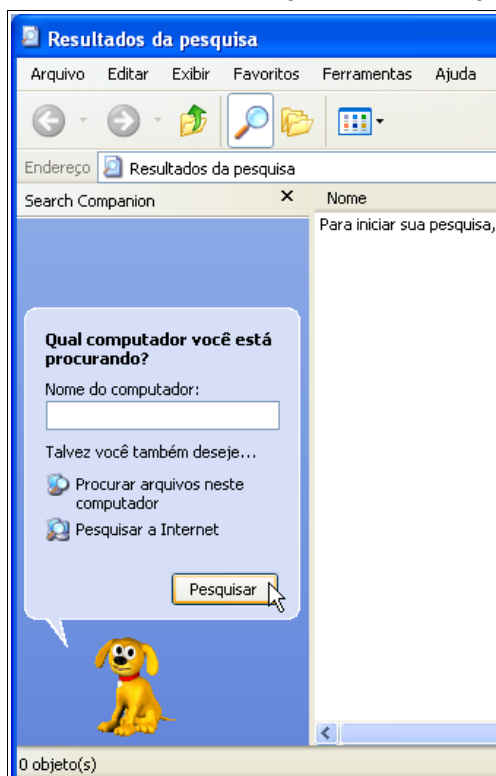 Resultados da pesquisa
Arquivo Editar Exibir Favoritos Ferramentas Ajuda
Endereço Resultados da pesquisa
Search Companion × Nome
Para iniciar sua pesquisa,
Qual computador você está
procurando?
Nome do computador:
Talvez você também deseje...
Procurar arquivos neste
computador
Pesquisar a Internet
Pesquisar
0 objeto(s)